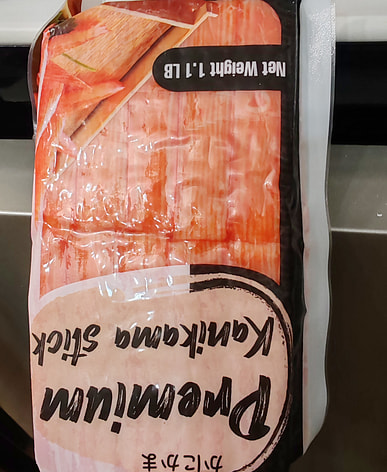 かにかま
Premium
Kanikama stick
Net Weight 1.1 LB